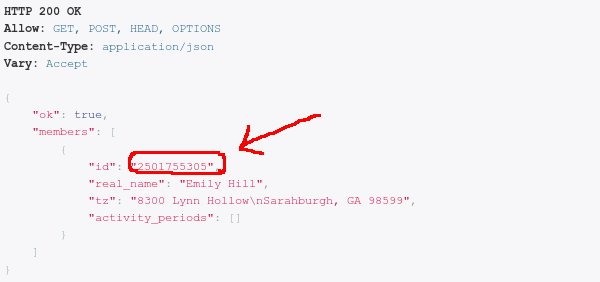 HTTP 200 OK
Allow: GET, POST, HEAD, OPTIONS
Content-Type: application/json
Vary: Accept
{
"ok": true,
"members": [
{
"id": "2501755305",
"real_name": "Emily Hill",
"tz": "8300 Lynn Hollow\nSarahburgh, GA 98599",
"activity_periods": []
}
]
}